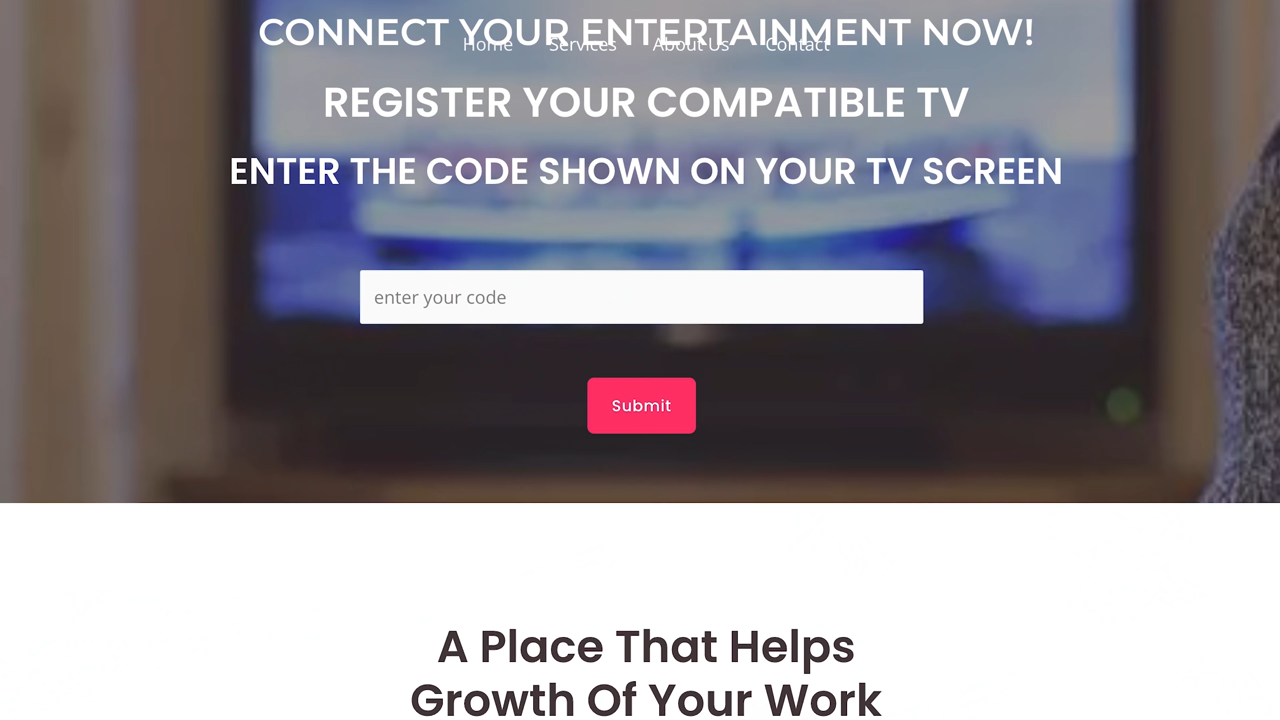 CONNECT YOUR ENTERTAINMENT NOW!
Home Services About Us Contact
REGISTER YOUR COMPATIBLE TV
ENTER THE CODE SHOWN ON YOUR TV SCREEN
enter your code
Submit
A Place That Helps
Growth Of Your Work